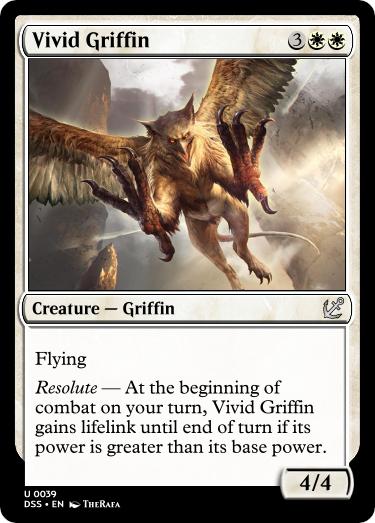 Vivid Griffin 3
Creature — Griffin
Flying
Resolute — At the beginning of
combat on your turn, Vivid Griffin
gains lifelink until end of turn if its
power is greater than its base power.
4/4
U 0039
DSS • EN TheRafa